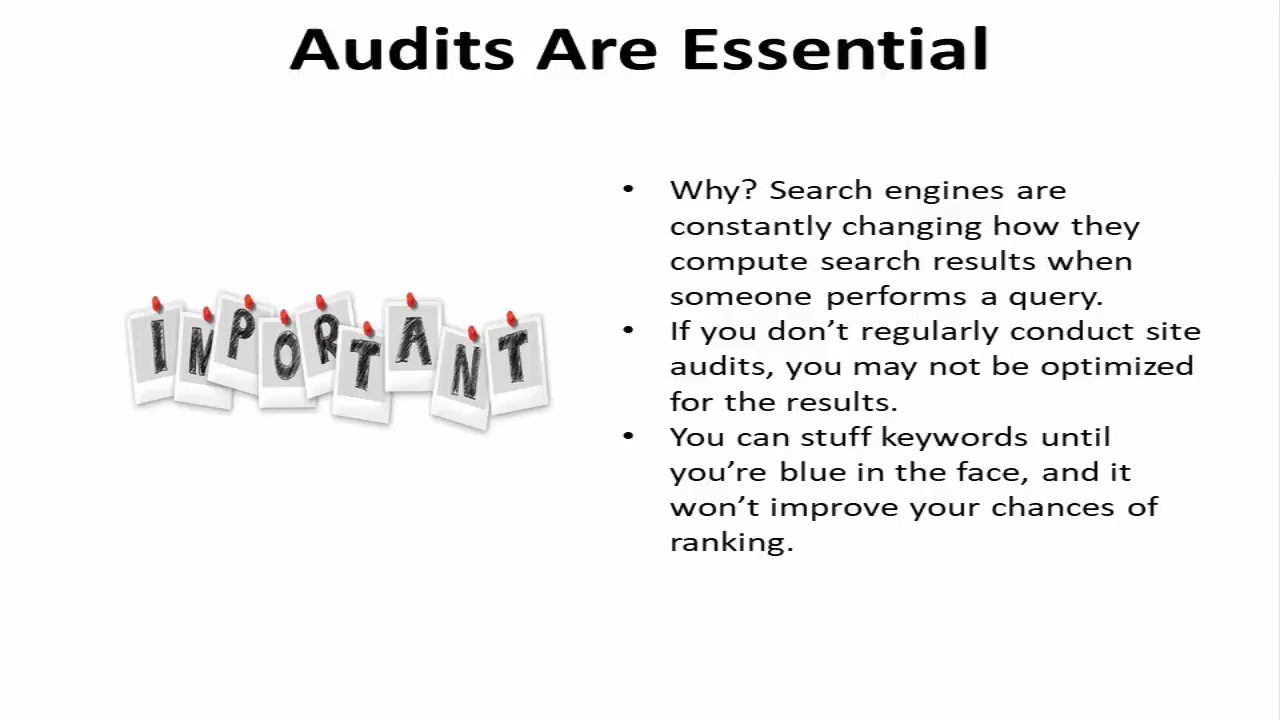 Audits Are Essential
IMPORTANT
• Why? Search engines are
constantly changing how they
compute search results when
someone performs a query.
• If you don’t regularly conduct site
audits, you may not be optimized
for the results.
• You can stuff keywords until
you’re blue in the face, and it
won’t improve your chances of
ranking.